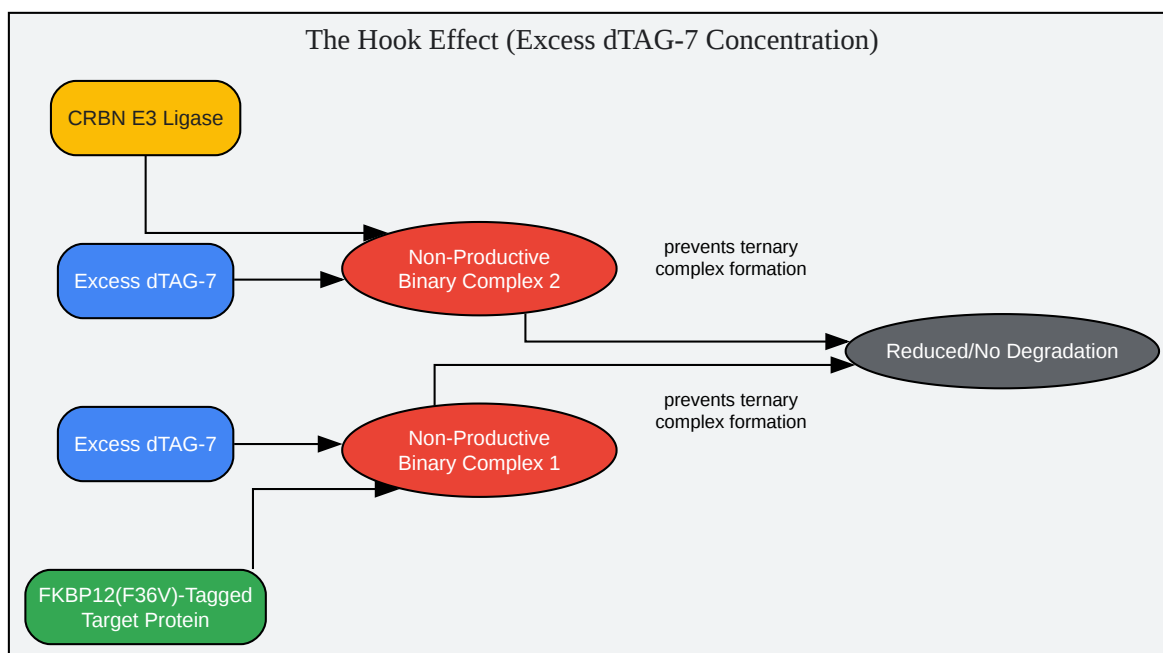 The Hook Effect (Excess dTAG-7 Concentration)
CRBN E3 Ligase
Excess dTAG-7
Non-Productive
Binary Complex 2
prevents ternary
complex formation
Reduced/No Degradation
Excess dTAG-7
Non-Productive
Binary Complex 1
prevents ternary
complex formation
FKBP12(F36V)-Tagged
Target Protein